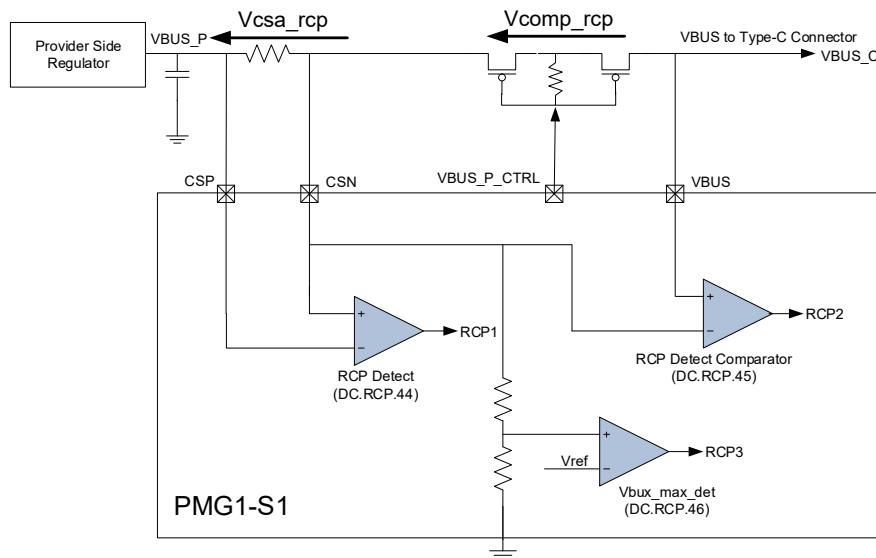 Vcsa_rcp
Vcomp_rcp
Provider Side
Regulator
VBUS_P
VBUS to Type-C Connector
VBUS_C
CSP
CSN
VBUS_P_CTRL
VBUS
+
-
RCP1
RCP Detect
(DC.RCP.44)
+
-
RCP2
RCP Detect Comparator
(DC.RCP.45)
+
-
Vref
RCP3
Vbux_max_det
(DC.RCP.46)
PMG1-S1